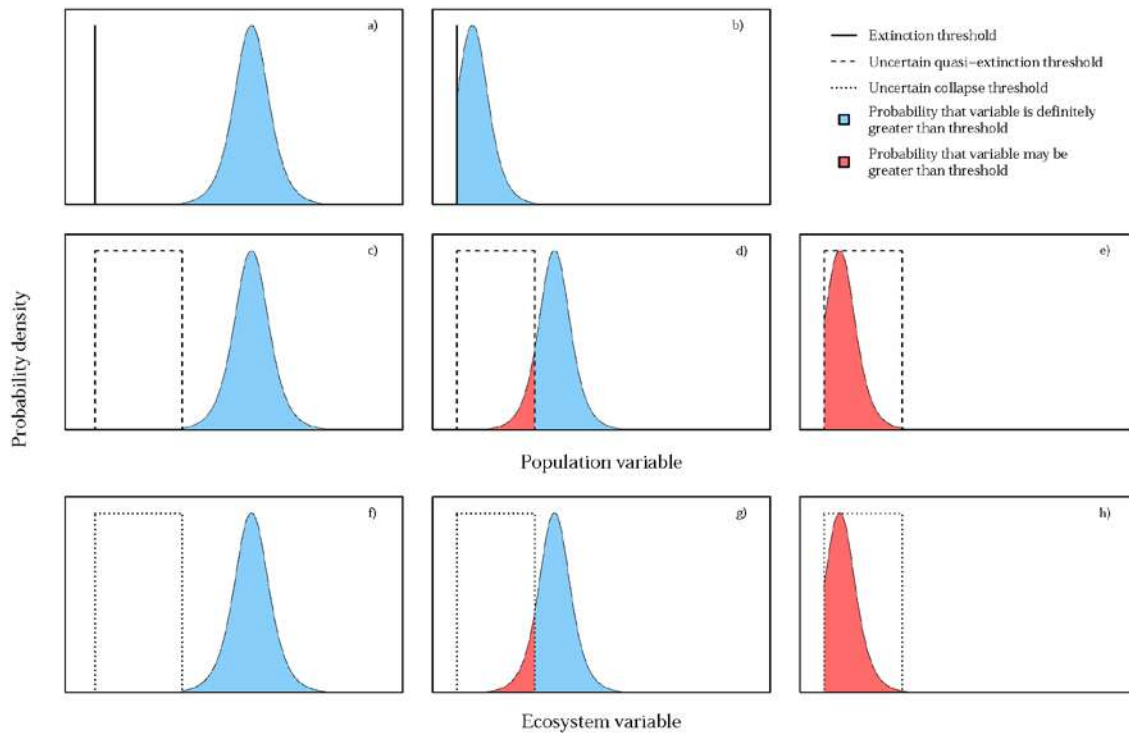 a)
b)
Extinction threshold
Uncertain quasi-extinction threshold
Uncertain collapse threshold
Probability that variable is definitely
greater than threshold
Probability that variable may be
greater than threshold
c)
d)
e)
Probability density
Population variable
f)
g)
h)
Ecosystem variable